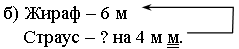 б) Жираф – 6 м
Страус – ? на 4 м м.